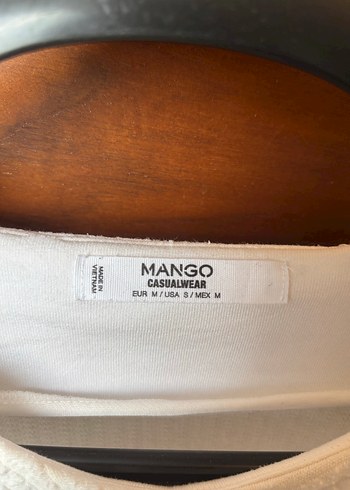 MADE IN
VIETNAM
MANGO
CASUALWEAR
EUR M / USA S / MEX M